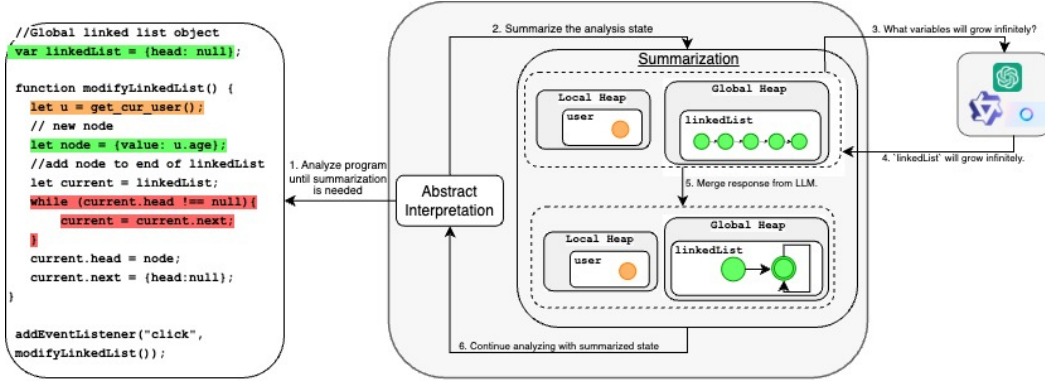 //Global linked list object
var linkedList = {head: null};
function modifyLinkedList() {
let u = get_cur_user();
// new node
let node = {value: u.age};
//add node to end of linkedList
let current = linkedList;
while (current.head !== null){
current = current.next;
}
current.head = node;
current.next = {head:null};
}
addEventListener("click",
modifyLinkedList());
1. Analyze program
until summarization
is needed
Abstract
Interpretation
2. Summarize the analysis state
Summarization
Local Heap
user
Global Heap
linkedList
3. What variables will grow infinitely?
4. `linkedList` will grow infinitely.
5. Merge response from LLM.
Local Heap
user
Global Heap
linkedList
6. Continue analyzing with summarized state